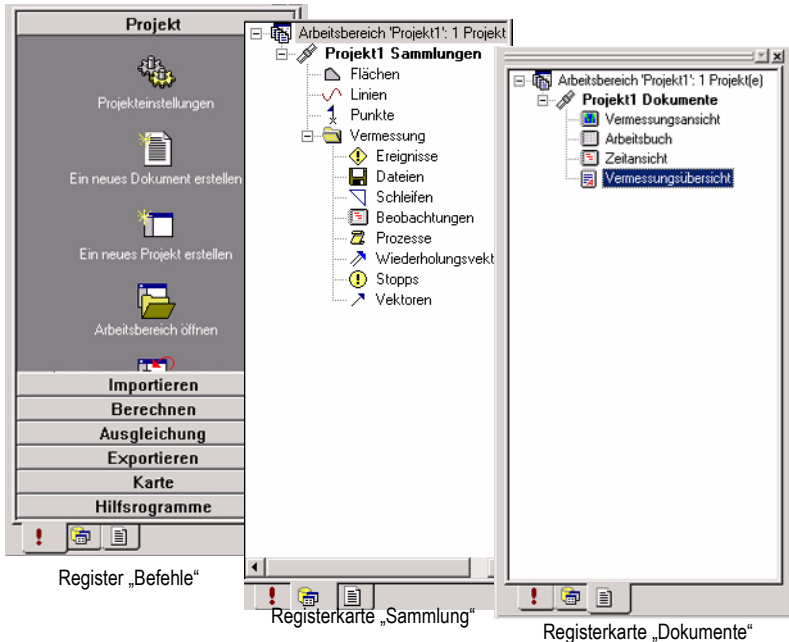 Projekt
Projekteinstellungen
Ein neues Dokument erstellen
Ein neues Projekt erstellen
Arbeitsbereich öffnen
Importieren
Berechnen
Ausgleichung
Exportieren
Karte
Hilfsrogramme
Register „Befehle“
Arbeitsbereich 'Projekt1': 1 Projekt
Projekt1 Sammlungen
Flächen
Linien
Punkte
Vermessung
Ereignisse
Dateien
Schleifen
Beobachtungen
Prozesse
Wiederholungsvekt
Stopps
Vektoren
Registerkarte „Sammlung“
Arbeitsbereich 'Projekt1': 1 Projekt(e)
Projekt1 Dokumente
Vermessungsansicht
Arbeitsbuch
Zeitansicht
Vermessungsübersicht
Registerkarte „Dokumente“